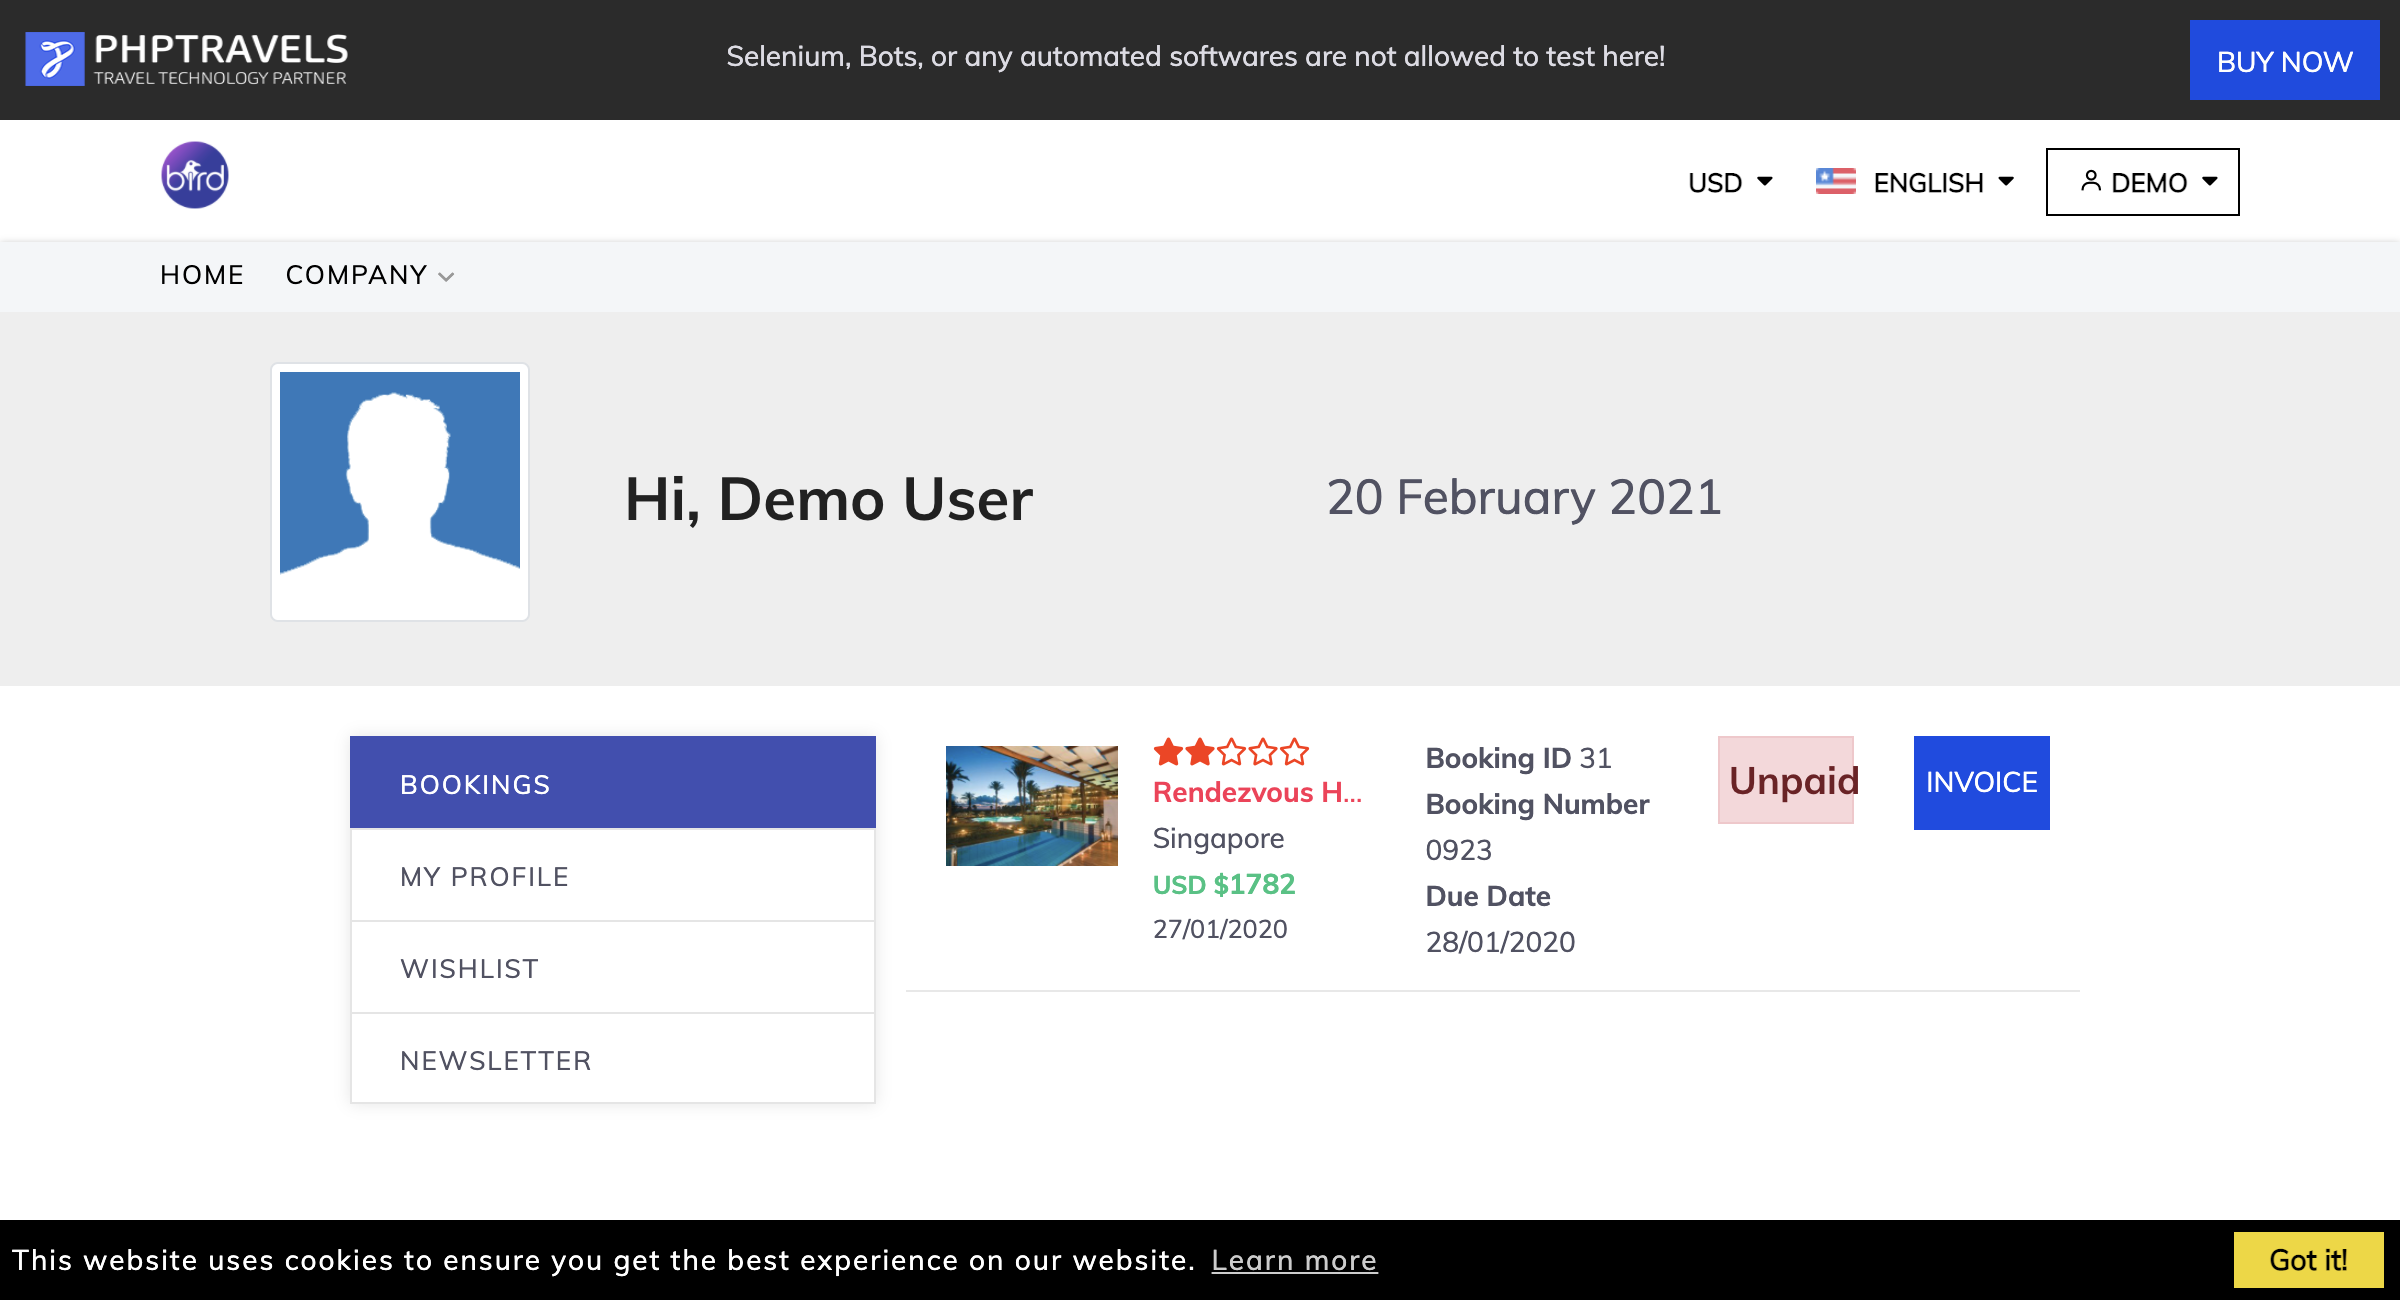 PHPTRAVELS
TRAVEL TECHNOLOGY PARTNER
Selenium, Bots, or any automated softwares are not allowed to test here!
BUY NOW
bird
USD
ENGLISH
DEMO
HOME
COMPANY
Hi, Demo User
20 February 2021
BOOKINGS
MY PROFILE
WISHLIST
NEWSLETTER
Rendezvous H...
Singapore
USD $1782
27/01/2020
Booking ID 31
Booking Number
0923
Due Date
28/01/2020
Unpaid
INVOICE
This website uses cookies to ensure you get the best experience on our website. Learn more
Got it!